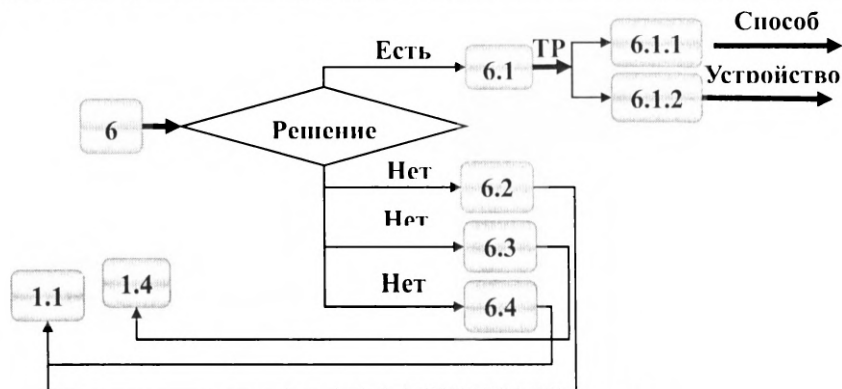 Способ
Есть
6.1
ТР
6.1.1
Устройство
6.1.2
6
Решение
Нет
6.2
Нет
6.3
1.1
1.4
Нет
6.4